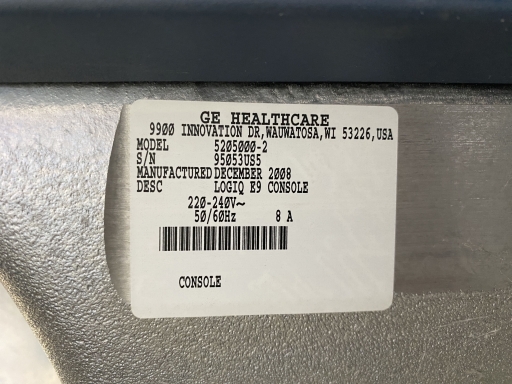 GE HEALTHCARE
9900 INNOVATION DR,WAUWATOSA,WI 53226,USA
MODEL 5205000-2
S/N 95053US5
MANUFACTURED DECEMBER 2008
DESC LOGIQ E9 CONSOLE
220-240V~
50/60Hz 8 A
CONSOLE